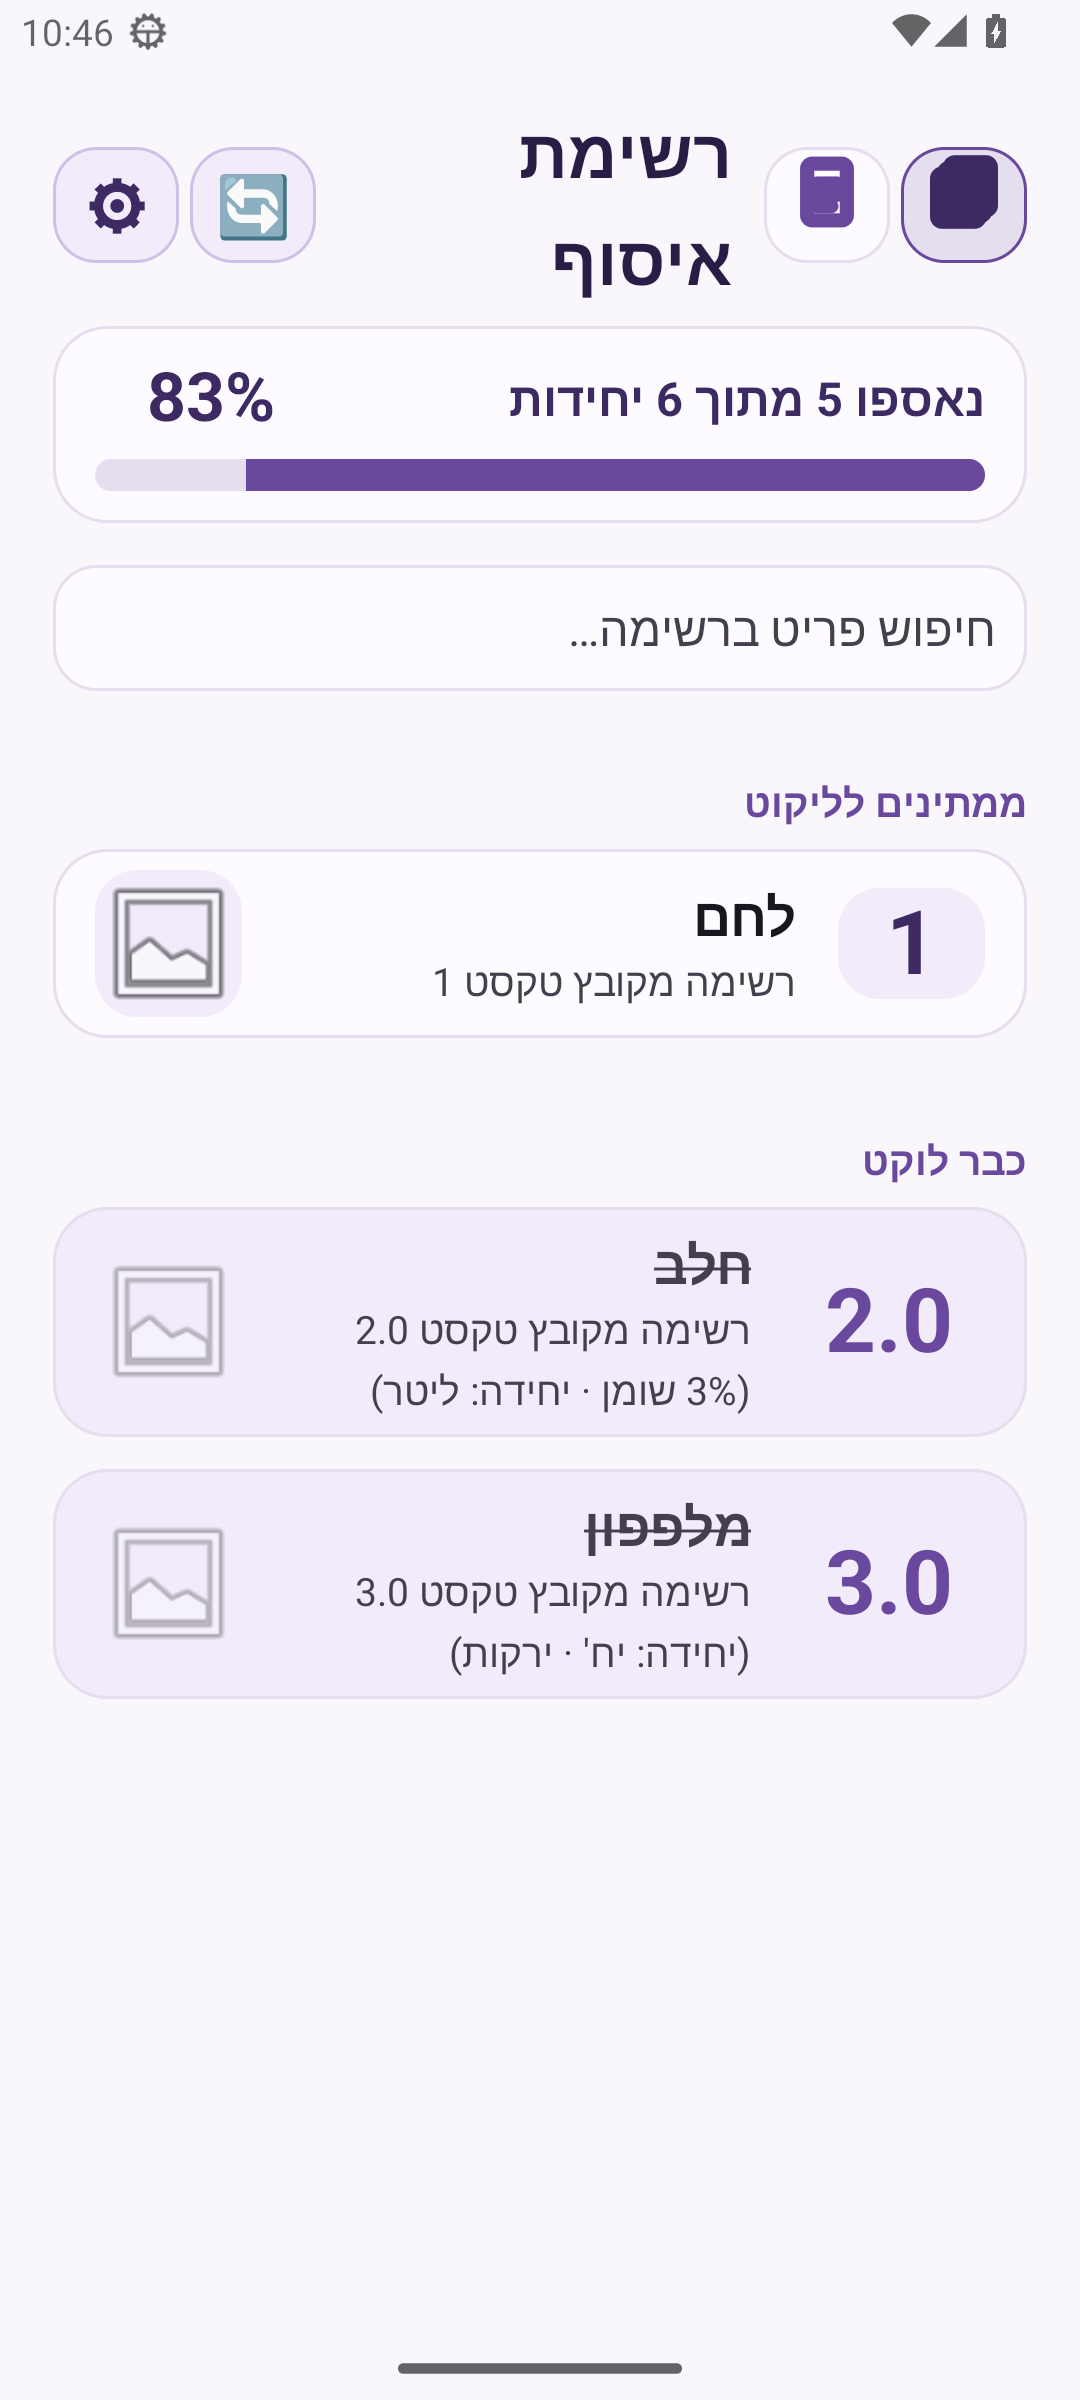 10:46
רשימת
איסוף
נאספו 5 מתוך 6 יחידות
83%
חיפוש פריט ברשימה...
ממתינים לליקוט
1
לחם
רשימה מקובץ טקסט 1
כבר לוקט
2.0
חלב
רשימה מקובץ טקסט 2.0
(3% שומן · יחידה: ליטר)
3.0
מלפפון
רשימה מקובץ טקסט 3.0
(יחידה: יח' · ירקות)